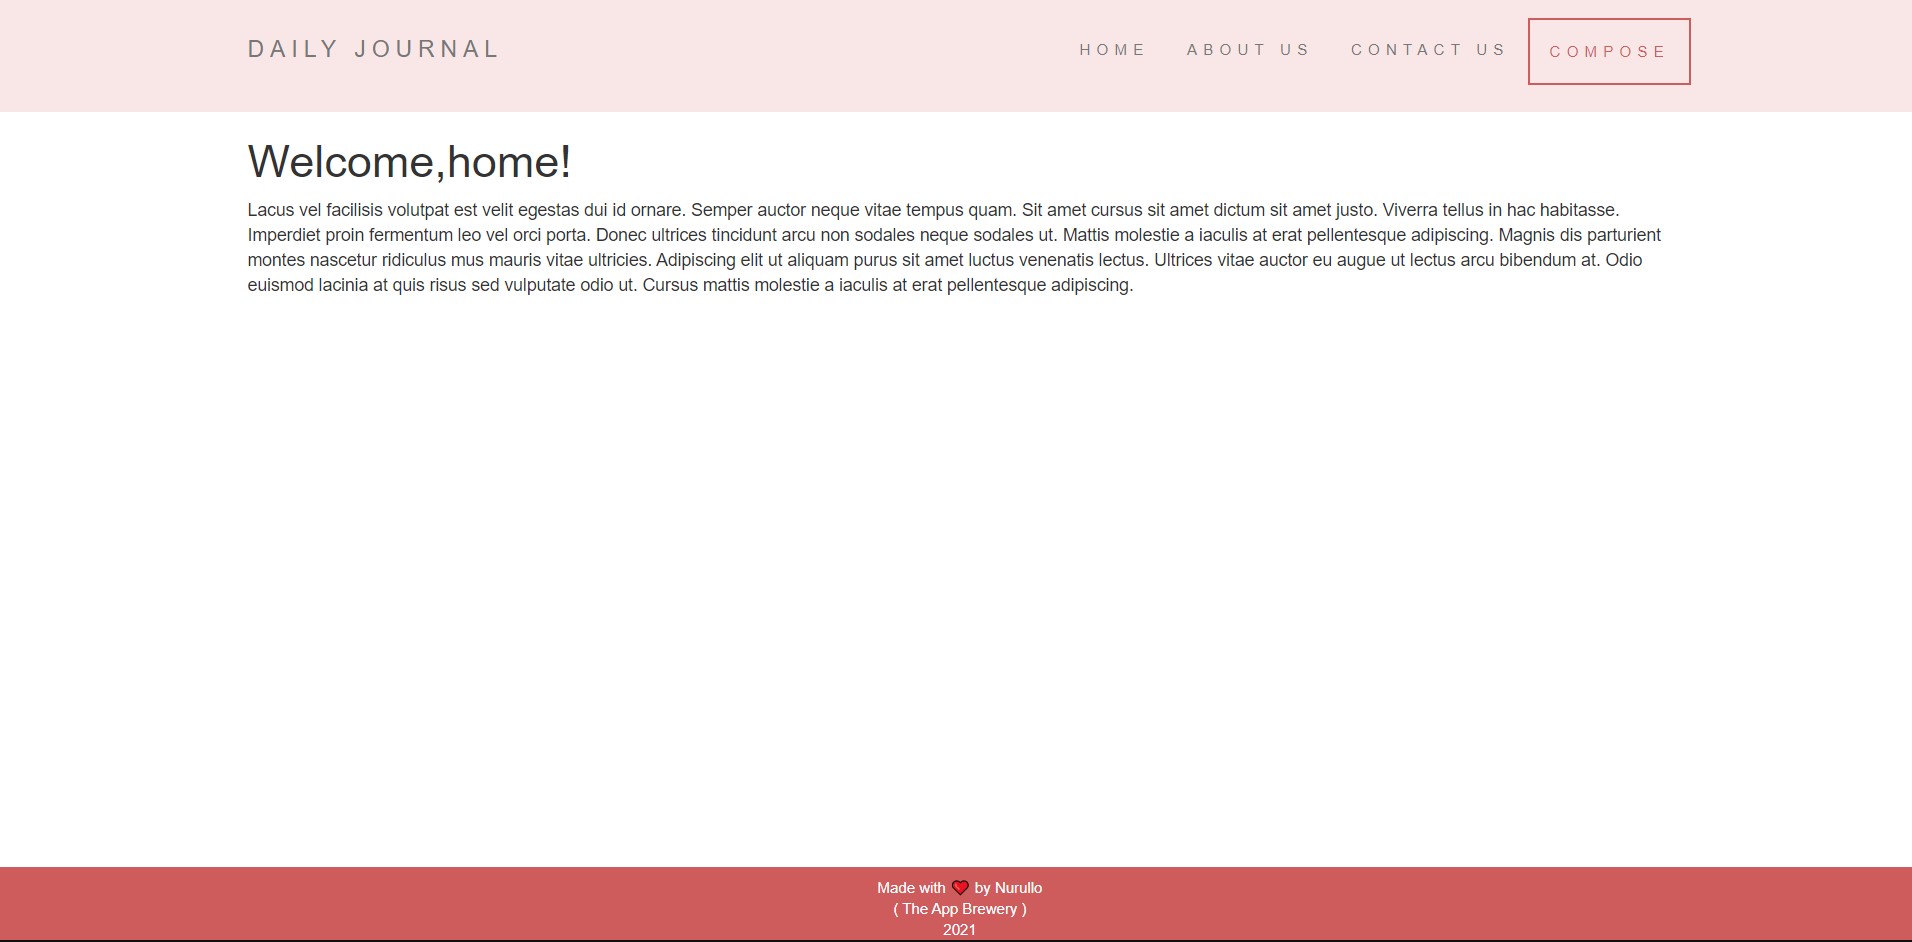 DAILY JOURNAL
HOME ABOUT US CONTACT US COMPOSE
Welcome,home!
Lacus vel facilisis volutpat est velit egestas dui id ornare. Semper auctor neque vitae tempus quam. Sit amet cursus sit amet dictum sit amet justo. Viverra tellus in hac habitasse.
Imperdiet proin fermentum leo vel orci porta. Donec ultrices tincidunt arcu non sodales neque sodales ut. Mattis molestie a iaculis at erat pellentesque adipiscing. Magnis dis parturient
montes nascetur ridiculus mus mauris vitae ultricies. Adipiscing elit ut aliquam purus sit amet luctus venenatis lectus. Ultrices vitae auctor eu augue ut lectus arcu bibendum at. Odio
euismod lacinia at quis risus sed vulputate odio ut. Cursus mattis molestie a iaculis at erat pellentesque adipiscing.
Made with ❤️ by Nurullo
( The App Brewery )
2021